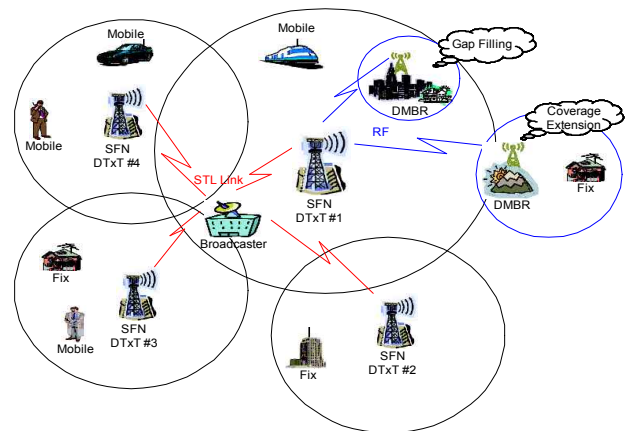 Mobile
Mobile
Gap Filling
DMBR
Coverage
Extension
Mobile
SFN
DTxT #4
RF
STL Link
SFN
DTxT #1
DMBR
Fix
Broadcaster
Fix
Mobile
SFN
DTxT #3
Fix
SFN
DTxT #2